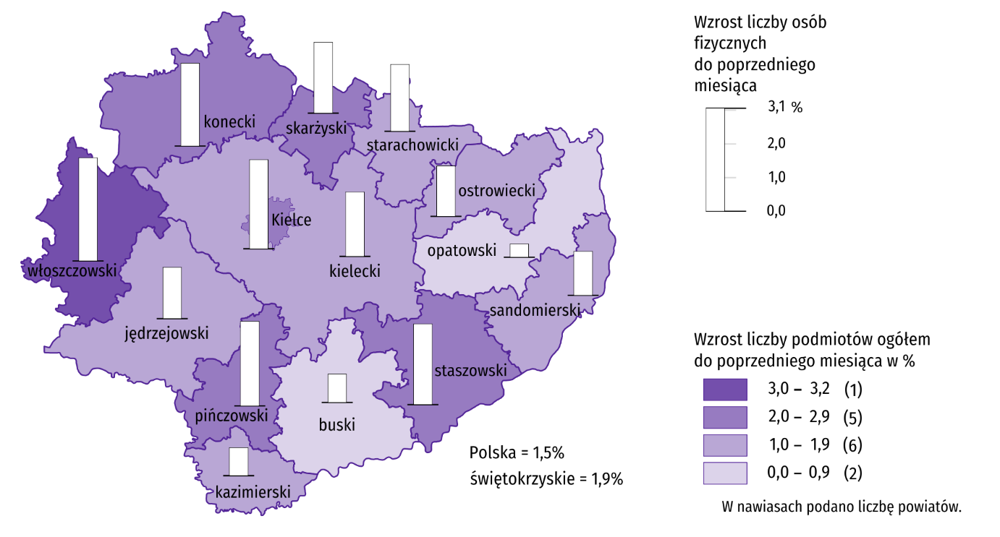 Wzrost liczby osób
fizycznych
do poprzedniego
miesiąca
3,1 %
2,0
1,0
0,0
konecki
skarżyski
starachowicki
ostrowiecki
Kielce
opatowski
włoszczowski
kielecki
sandomierski
jędrzejowski
staszowski
pińczowski
buski
kazimierski
Polska = 1,5%
świętokrzyskie = 1,9%
Wzrost liczby podmiotów ogółem
do poprzedniego miesiąca w %
3,0 – 3,2 (1)
2,0 – 2,9 (5)
1,0 – 1,9 (6)
0,0 – 0,9 (2)
W nawiasach podano liczbę powiatów.